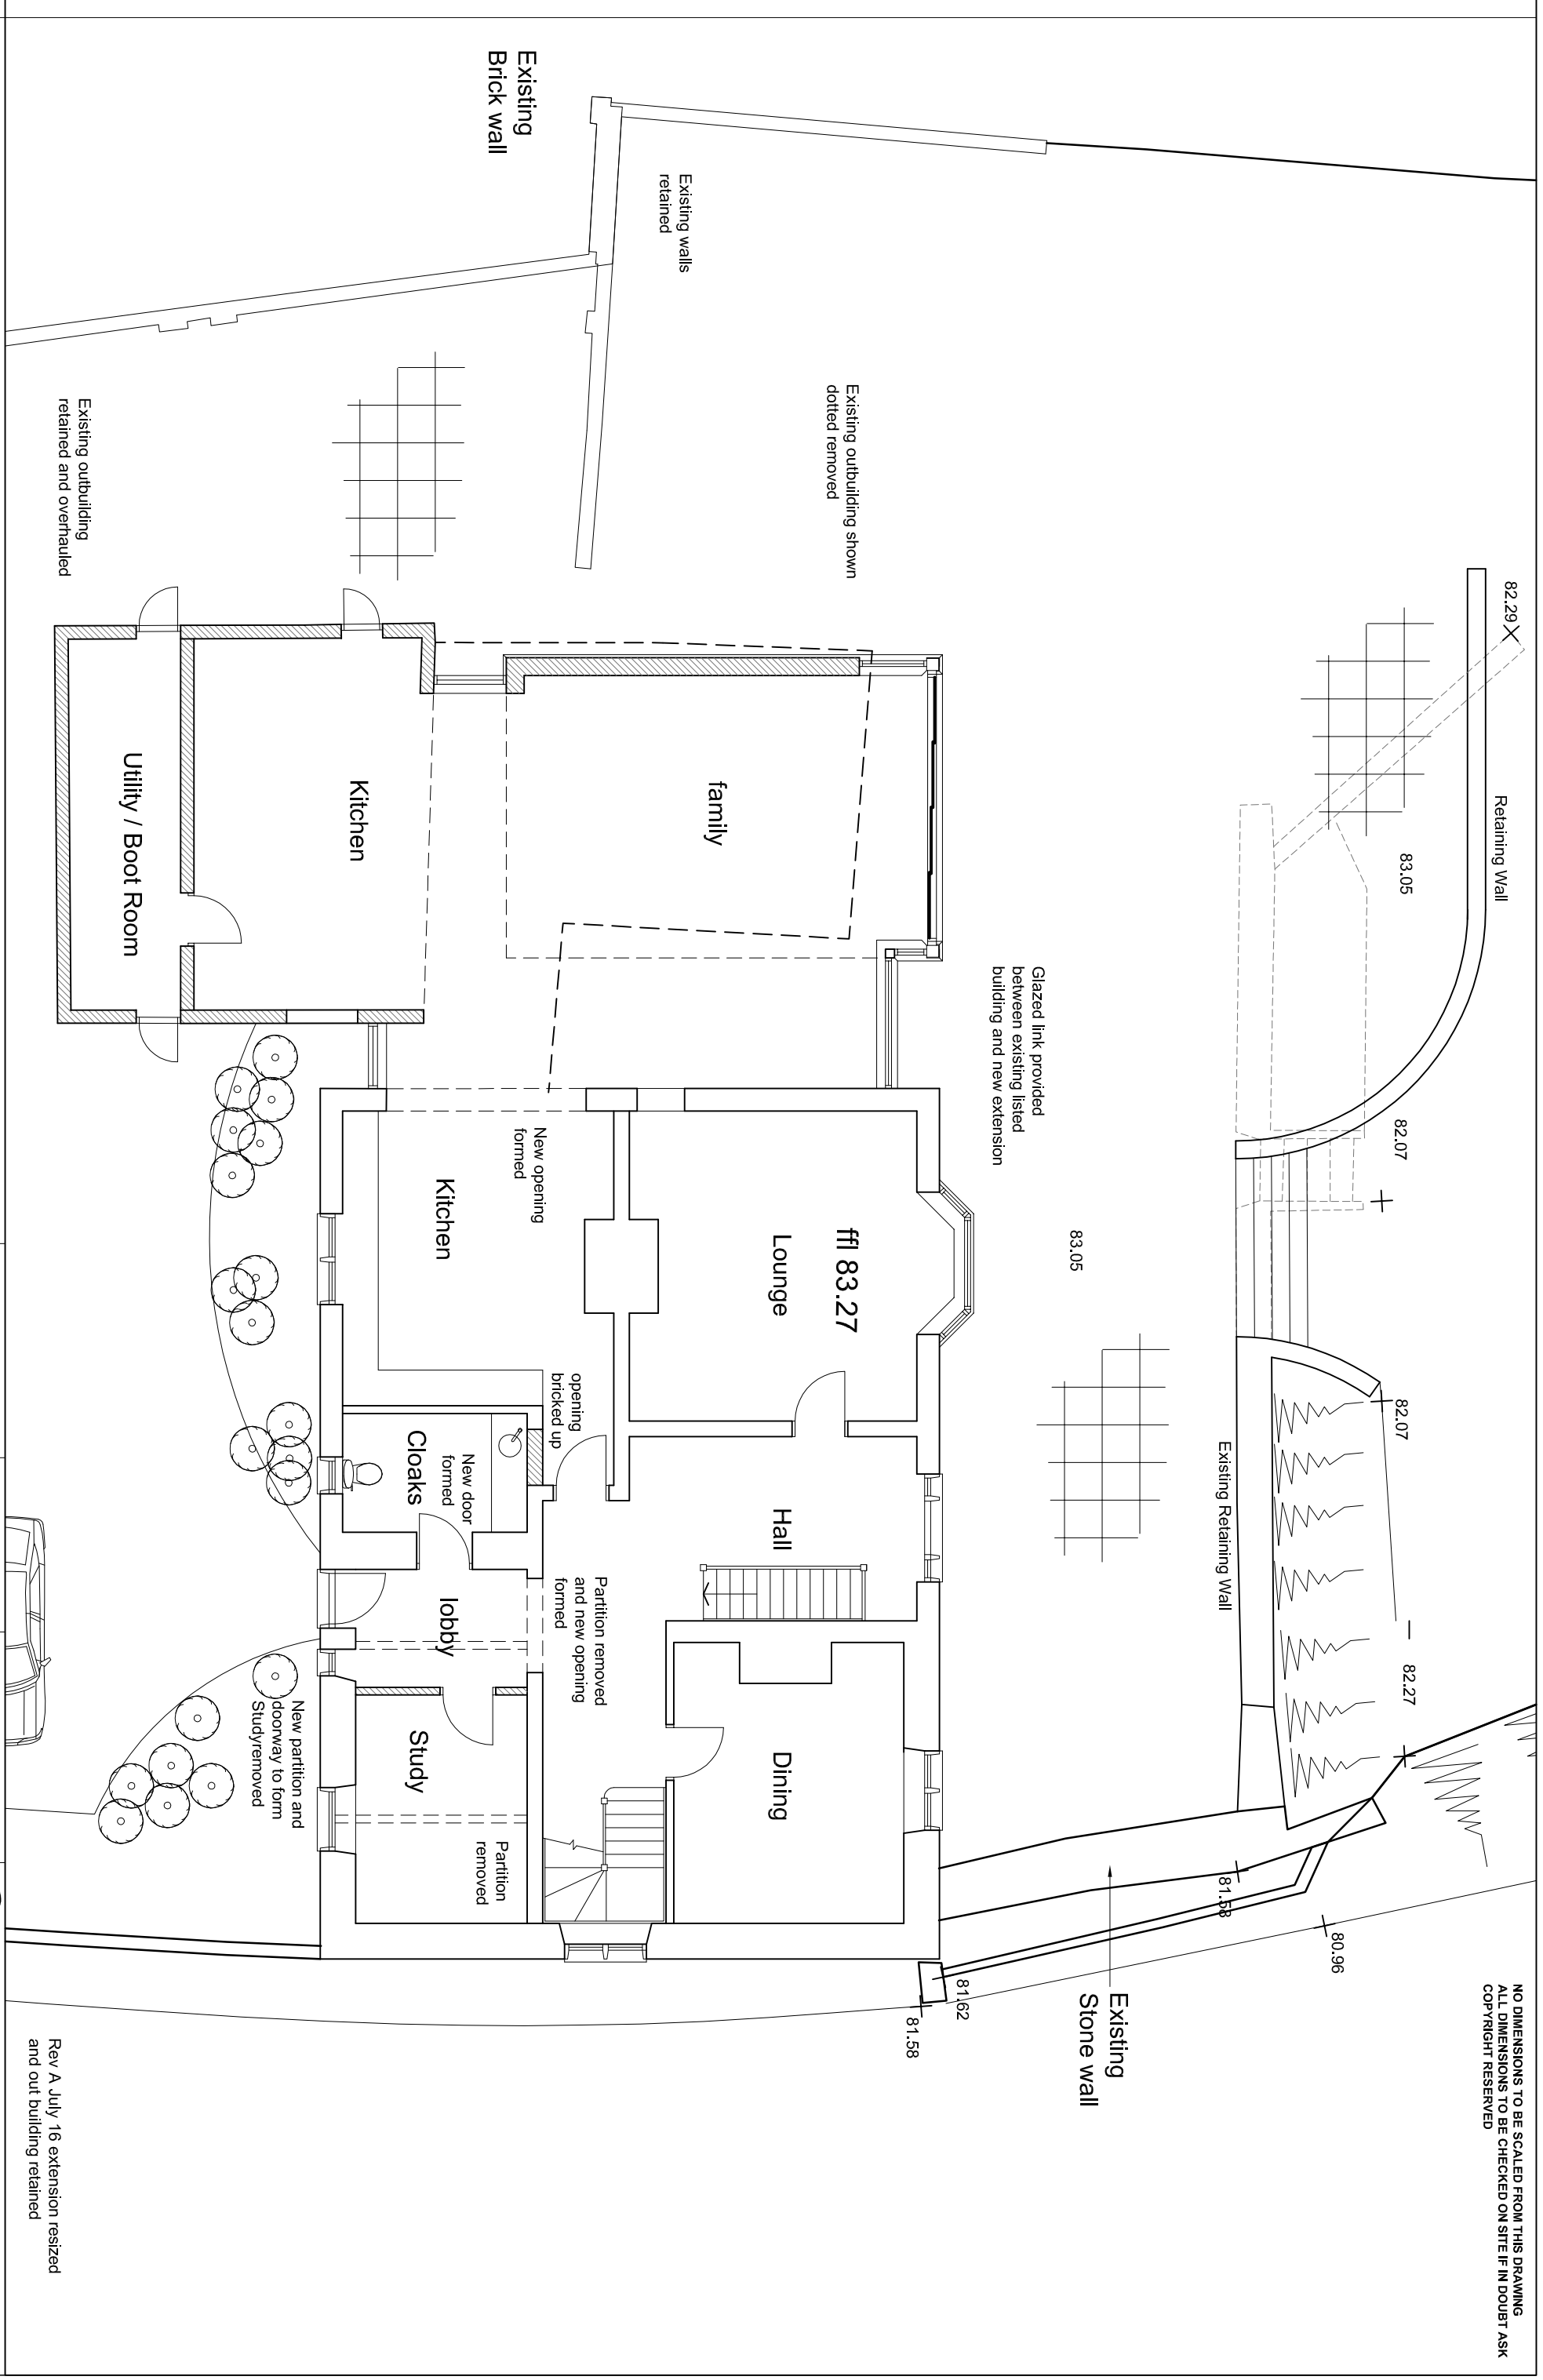 NO DIMENSIONS TO BE SCALED FROM THIS DRAWING
ALL DIMENSIONS TO BE CHECKED ON SITE IF IN DOUBT ASK
COPYRIGHT RESERVED
82.29
Retaining Wall
83.05
82.07
82.07
82.27
Existing Retaining Wall
81.58
80.96
Existing
Stone wall
81.62
81.58
83.05
Glazed link provided
between existing listed
building and new extension
Existing outbuilding shown
dotted removed
Existing walls
retained
Existing
Brick wall
Existing outbuilding
retained and overhauled
family
Kitchen
Utility / Boot Room
ffl 83.27
Lounge
Hall
Dining
New opening
formed
Kitchen
opening
bricked up
Cloaks
New door
formed
Partition removed
and new opening
formed
lobby
Study
Partition
removed
New partition and
doorway to form
Studyremoved
Rev A July 16 extension resized
and out building retained